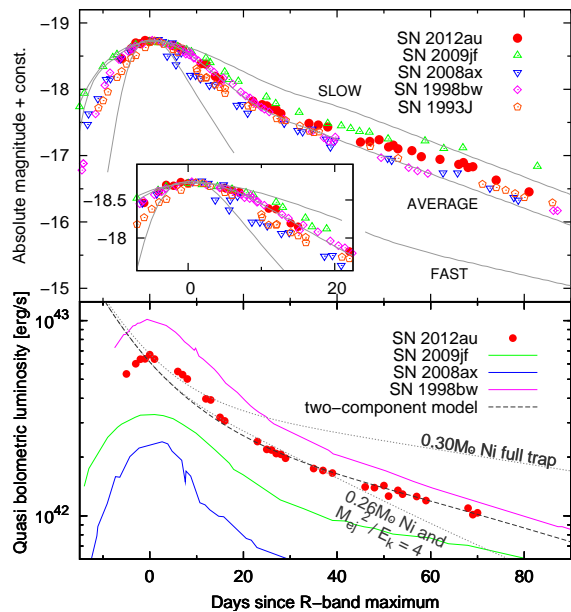 Absolute magnitude + const.
−19
−18
−17
−16
−15
SN 2012au
SN 2009jf
SN 2008ax
SN 1998bw
SN 1993J
SLOW
AVERAGE
FAST
−18.5
−18
0
20
Quasi bolometric luminosity [erg/s]
10^43
10^42
SN 2012au
SN 2009jf
SN 2008ax
SN 1998bw
two−component model
0.30M⊙ Ni full trap
0.26M⊙ Ni and
M_ej^2/E_k = 4
0
20
40
60
80
Days since R−band maximum